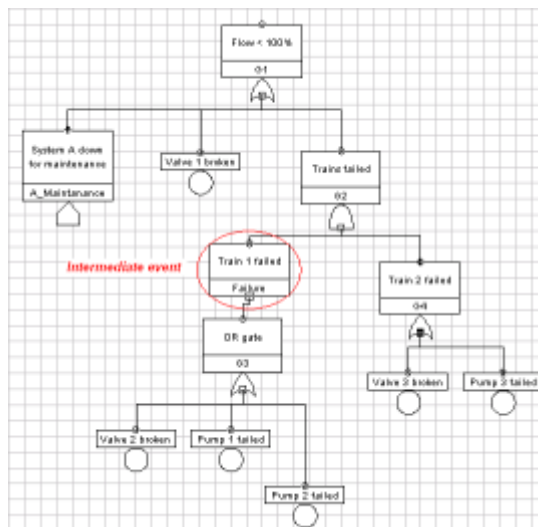 Flow < 100%
G1
System A down
for maintenance
A_Maintenance
Valve 1 broken
Trains failed
G2
Intermediate event
Train 1 failed
Failure
Train 2 failed
G4
OR gate
G3
Valve 3 broken
Pump 3 failed
Valve 2 broken
Pump 1 failed
Pump 2 failed